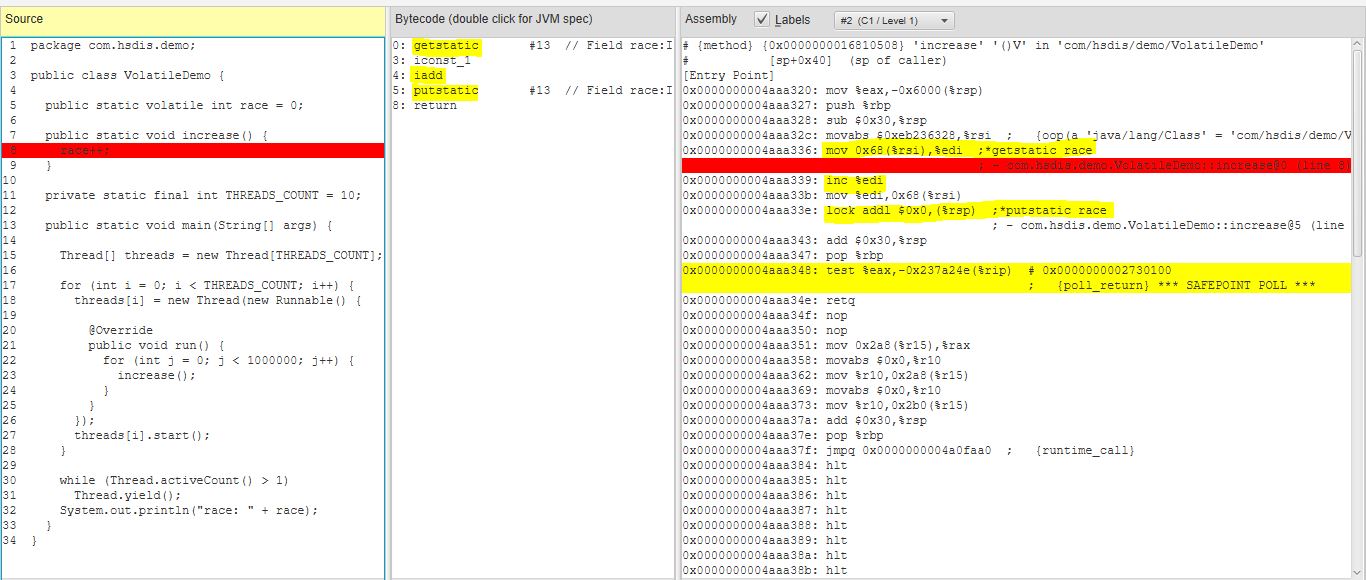 Source
1 package com.hsdis.demo;
2
3 public class VolatileDemo {
4
5   public static volatile int race = 0;
6
7   public static void increase() {
8     race++;
9   }
10
11   private static final int THREADS_COUNT = 10;
12
13   public static void main(String[] args) {
14
15     Thread[] threads = new Thread[THREADS_COUNT];
16
17     for (int i = 0; i < THREADS_COUNT; i++) {
18       threads[i] = new Thread(new Runnable() {
19
20         @Override
21         public void run() {
22           for (int j = 0; j < 1000000; j++) {
23             increase();
24           }
25         }
26       });
27       threads[i].start();
28     }
29
30     while (Thread.activeCount() > 1)
31       Thread.yield();
32     System.out.println("race: " + race);
33   }
34 }
Bytecode (double click for JVM spec)
0: getstatic #13 // Field race:I
3: iconst_1
4: iadd
5: putstatic #13 // Field race:I
8: return
Assembly Labels #2 (C1 / Level 1)
# {method} {0x0000000016810508} 'increase' '()V' in 'com/hsdis/demo/VolatileDemo'
# [sp+0x40] (sp of caller)
[Entry Point]
0x0000000004aaa320: mov %eax,-0x6000(%rsp)
0x0000000004aaa327: push %rbp
0x0000000004aaa328: sub $0x30,%rsp
0x0000000004aaa32c: movabs $0xeb236328,%rsi ; {oop(a 'java/lang/Class' = 'com/hsdis/demo/V
0x0000000004aaa336: mov 0x68(%rsi),%edi ;*getstatic race
; - com.hsdis.demo.VolatileDemo::increase@0 (line 8)
0x0000000004aaa339: inc %edi
0x0000000004aaa33b: mov %edi,0x68(%rsi)
0x0000000004aaa33e: lock addl $0x0,(%rsp) ;*putstatic race
; - com.hsdis.demo.VolatileDemo::increase@5 (line
0x0000000004aaa343: add $0x30,%rsp
0x0000000004aaa347: pop %rbp
0x0000000004aaa348: test %eax,-0x237a24e(%rip) # 0x0000000002730100
; {poll_return} *** SAFEPOINT POLL ***
0x0000000004aaa34e: retq
0x0000000004aaa34f: nop
0x0000000004aaa350: nop
0x0000000004aaa351: mov 0x2a8(%r15),%rax
0x0000000004aaa358: movabs $0x0,%r10
0x0000000004aaa362: mov %r10,0x2a8(%r15)
0x0000000004aaa369: movabs $0x0,%r10
0x0000000004aaa373: mov %r10,0x2b0(%r15)
0x0000000004aaa37a: add $0x30,%rsp
0x0000000004aaa37e: pop %rbp
0x0000000004aaa37f: jmpq 0x0000000004a0faa0 ; {runtime_call}
0x0000000004aaa384: hlt
0x0000000004aaa385: hlt
0x0000000004aaa386: hlt
0x0000000004aaa387: hlt
0x0000000004aaa388: hlt
0x0000000004aaa389: hlt
0x0000000004aaa38a: hlt
0x0000000004aaa38b: hlt